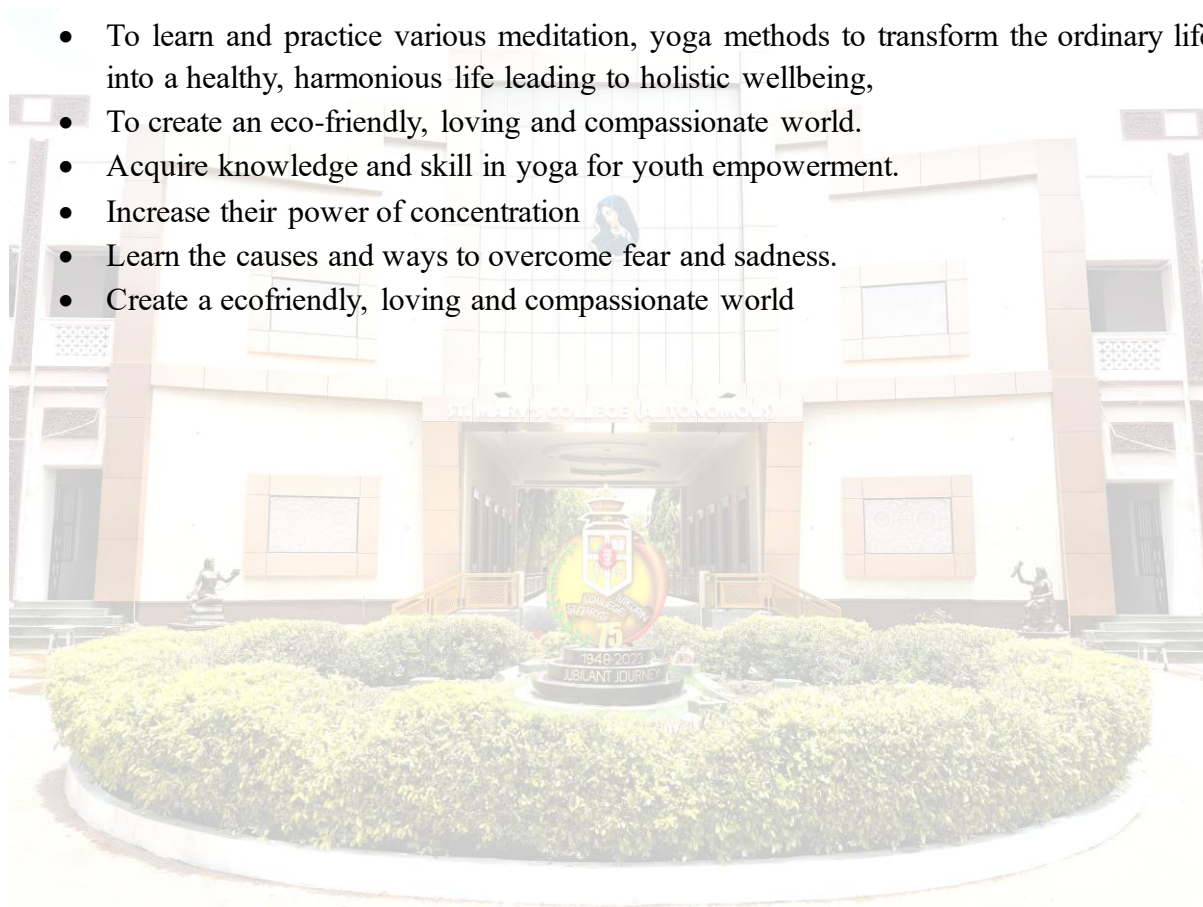 • To learn and practice various meditation, yoga methods to transform the ordinary life
into a healthy, harmonious life leading to holistic wellbeing,
• To create an eco-friendly, loving and compassionate world.
• Acquire knowledge and skill in yoga for youth empowerment.
• Increase their power of concentration
• Learn the causes and ways to overcome fear and sadness.
• Create a ecofriendly, loving and compassionate world
ST. MARY'S COLLEGE (AUTONOMOUS)
75
1948-2023
JUBILANT JOURNEY